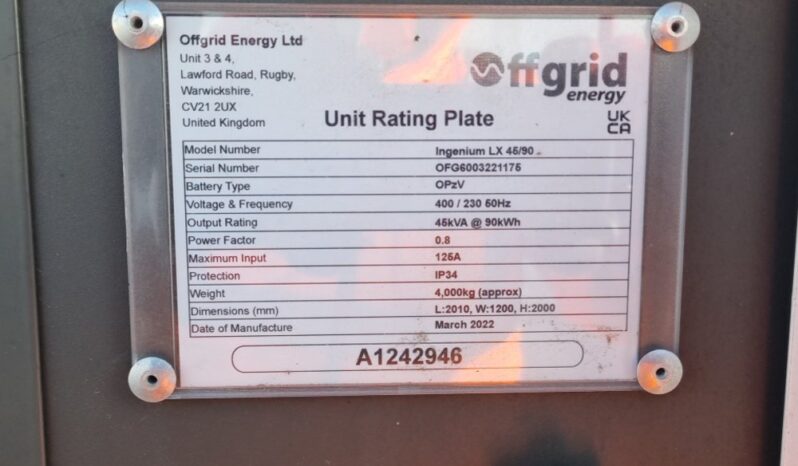 Offgrid Energy Ltd
Unit 3 & 4,
Lawford Road, Rugby,
Warwickshire,
CV21 2UX
United Kingdom
Offgrid
energy
Unit Rating Plate
UK
CA
Model Number Ingenium LX 45/90
Serial Number OFG6003221175
Battery Type OPzV
Voltage & Frequency 400 / 230 50Hz
Output Rating 45kVA @ 90kWh
Power Factor 0.8
Maximum Input 125A
Protection IP34
Weight 4,000kg (approx)
Dimensions (mm) L:2010, W:1200, H:2000
Date of Manufacture March 2022
A1242946